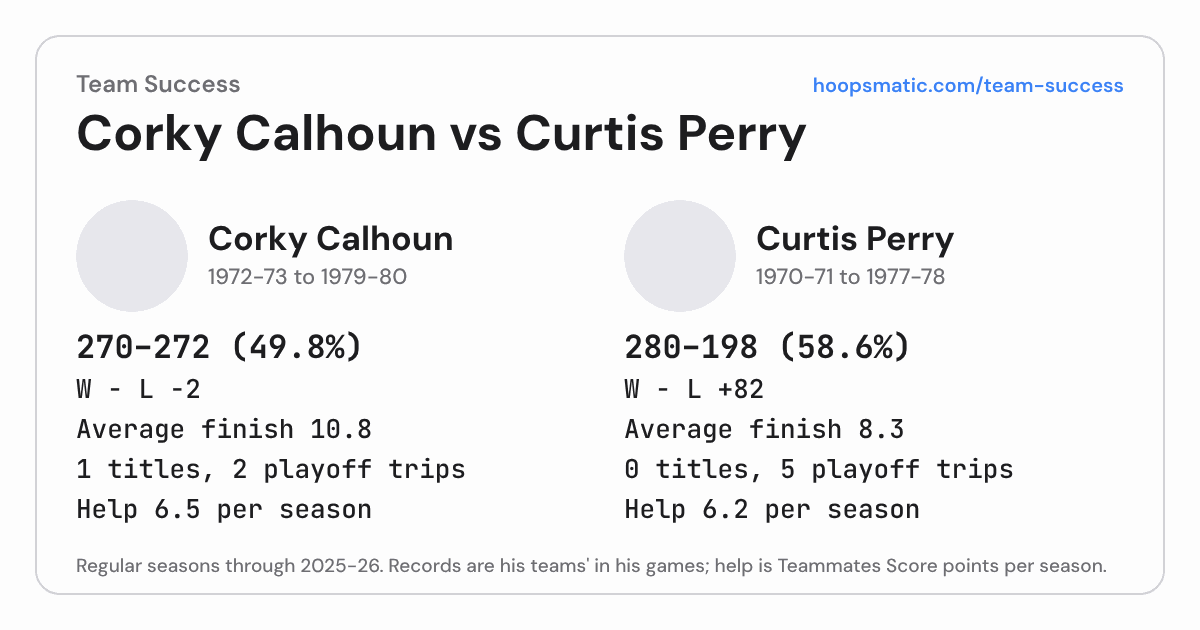 Team Success
hoopsmatic.com/team-success
Corky Calhoun vs Curtis Perry
Corky Calhoun
1972–73 to 1979–80
270–272 (49.8%)
W - L -2
Average finish 10.8
1 titles, 2 playoff trips
Help 6.5 per season
Curtis Perry
1970–71 to 1977–78
280–198 (58.6%)
W - L +82
Average finish 8.3
0 titles, 5 playoff trips
Help 6.2 per season
Regular seasons through 2025-26. Records are his teams' in his games; help is Teammates Score points per season.